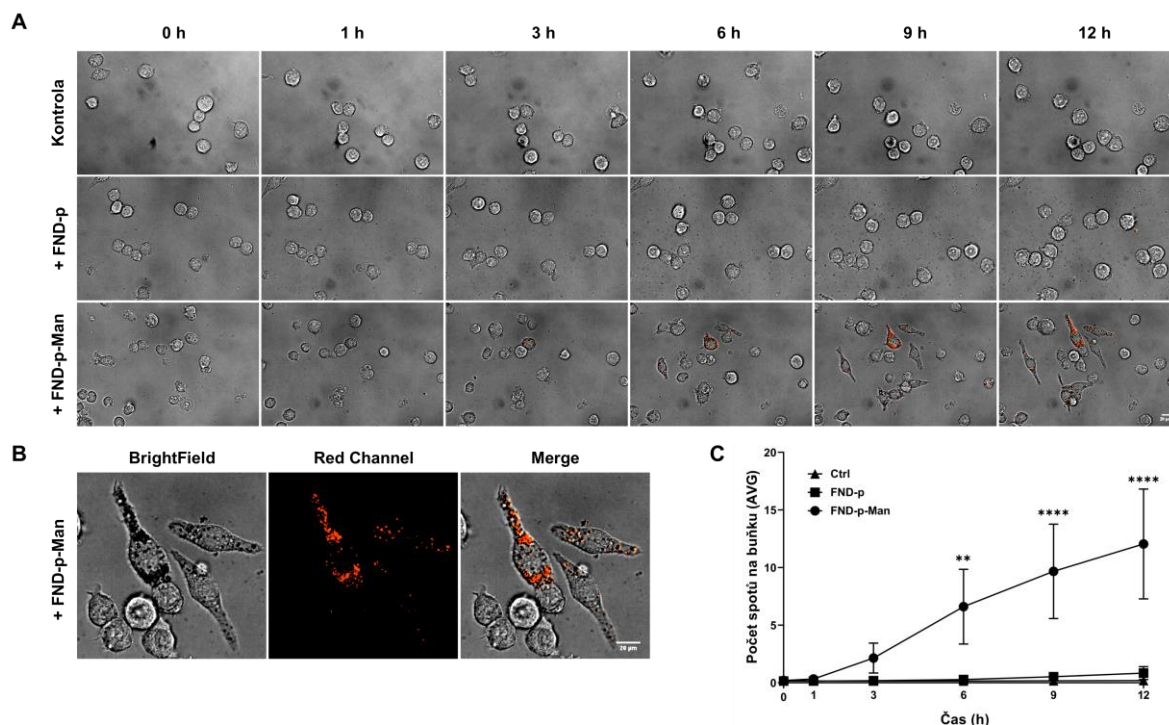 A
0 h 1 h 3 h 6 h 9 h 12 h
Kontrola
+ FND-p
+ FND-p-Man
20 µm
B
BrightField Red Channel Merge
+ FND-p-Man
20 µm
C
Počet spotů na buňku (AVG)
20
15
10
5
0
Ctrl
FND-p
FND-p-Man
**
****
****
0 1 3 6 9 12
Čas (h)